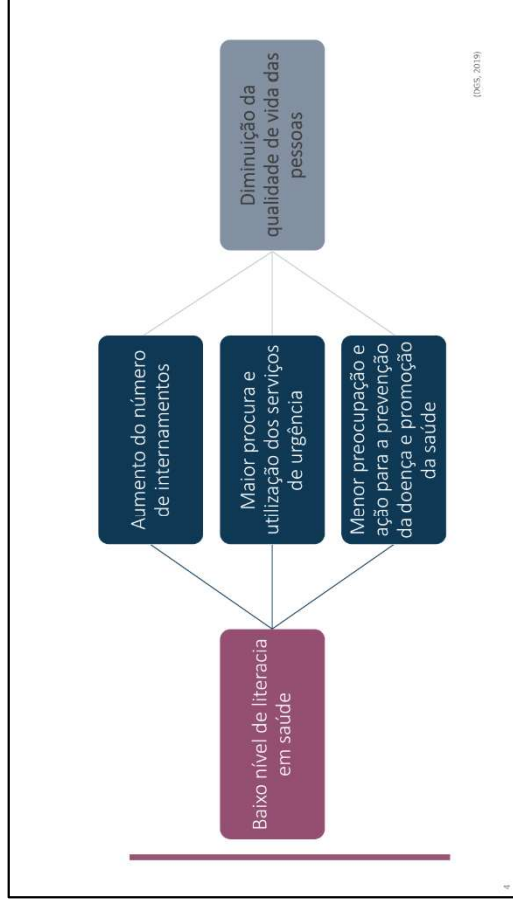 Baixo nível de literacia
em saúde
Aumento do número
de internamentos
Maior procura e
utilização dos serviços
de urgência
Menor preocupação e
ação para a prevenção
da doença e promoção
da saúde
Diminuição da
qualidade de vida das
pessoas
(DGS, 2019)
4